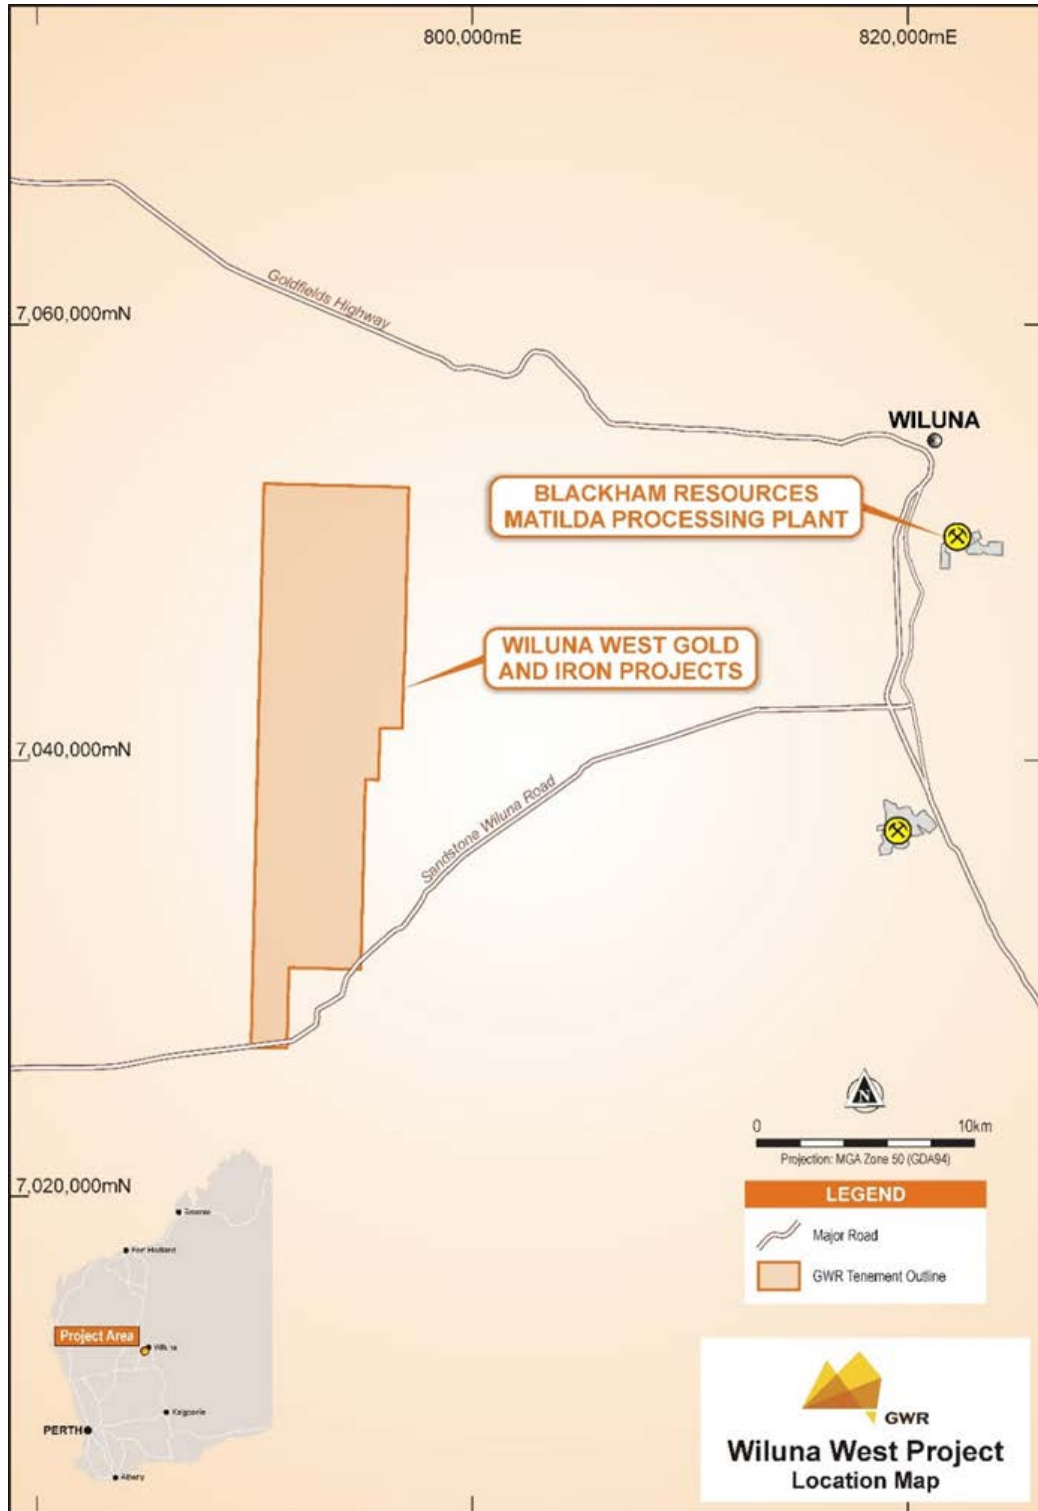 800,000mE
820,000mE
Goldfields Highway
7,060,000mN
WILUNA
BLACKHAM RESOURCES
MATILDA PROCESSING PLANT
WILUNA WEST GOLD
AND IRON PROJECTS
7,040,000mN
Sandstone Wiluna Road
N
0 10km
Projection: MGA Zone 50 (GDA94)
7,020,000mN
LEGEND
Major Road
GWR Tenement Outline
Broome
Port Hedland
Project Area
Wiluna
Kalgoorlie
PERTH
Albany
GWR
Wiluna West Project
Location Map